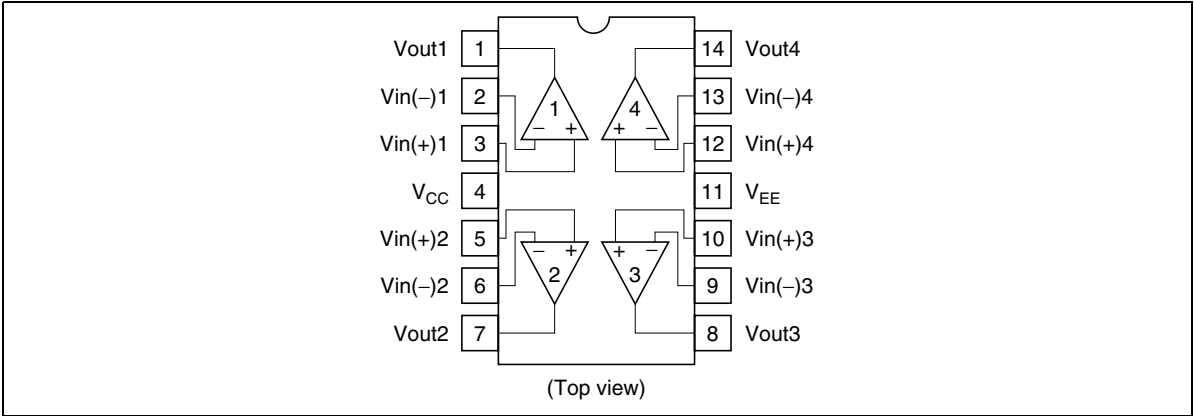 Vout1 1 14 Vout4
Vin(−)1 2 13 Vin(−)4
1 4
− + + −
Vin(+)1 3 12 Vin(+)4
VCC 4 11 VEE
Vin(+)2 5 10 Vin(+)3
− + + −
2 3
Vin(−)2 6 9 Vin(−)3
Vout2 7 8 Vout3
(Top view)